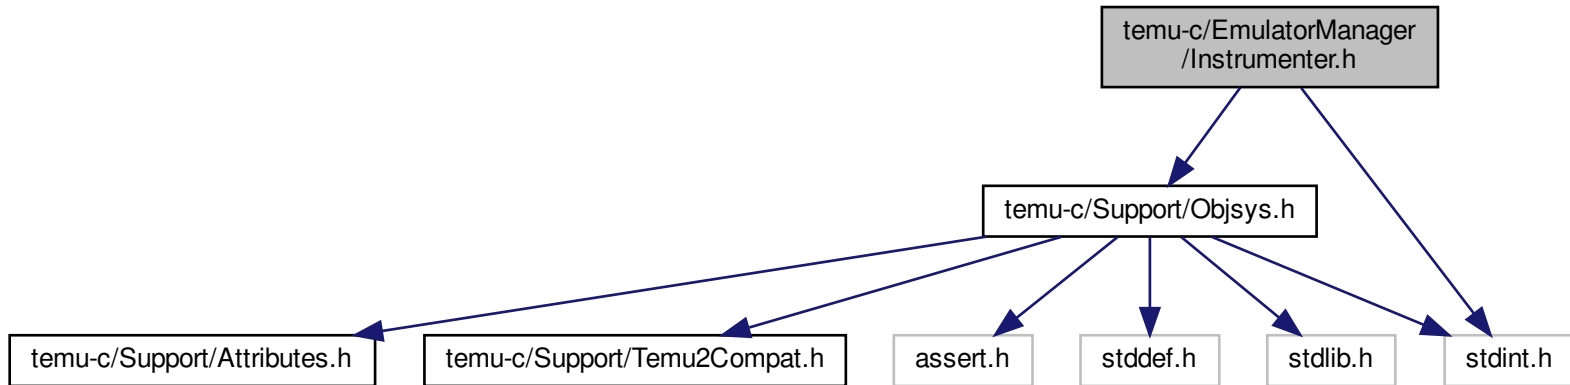 temu-c/EmulatorManager
/Instrumenter.h
temu-c/Support/Objsys.h
temu-c/Support/Attributes.h
temu-c/Support/Temu2Compat.h
assert.h
stddef.h
stdlib.h
stdint.h